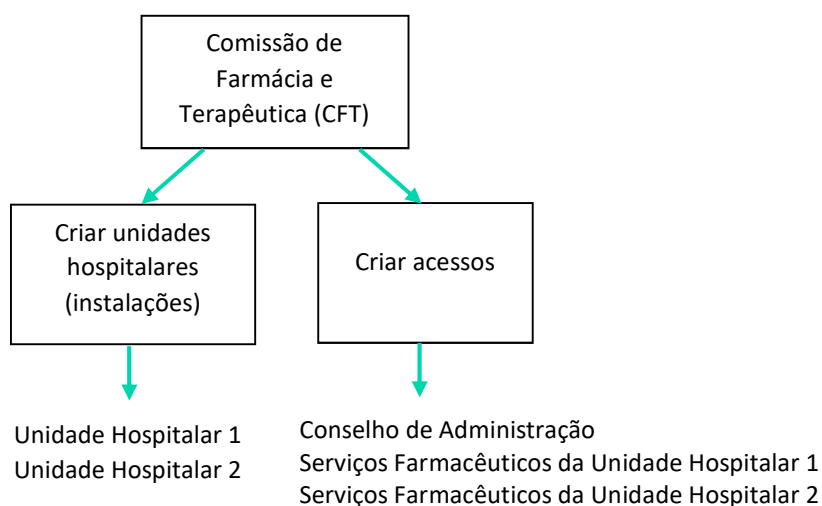 Comissão de
Farmácia e
Terapêutica (CFT)
Criar unidades
hospitalares
(instalações)
Criar acessos
Unidade Hospitalar 1
Unidade Hospitalar 2
Conselho de Administração
Serviços Farmacêuticos da Unidade Hospitalar 1
Serviços Farmacêuticos da Unidade Hospitalar 2